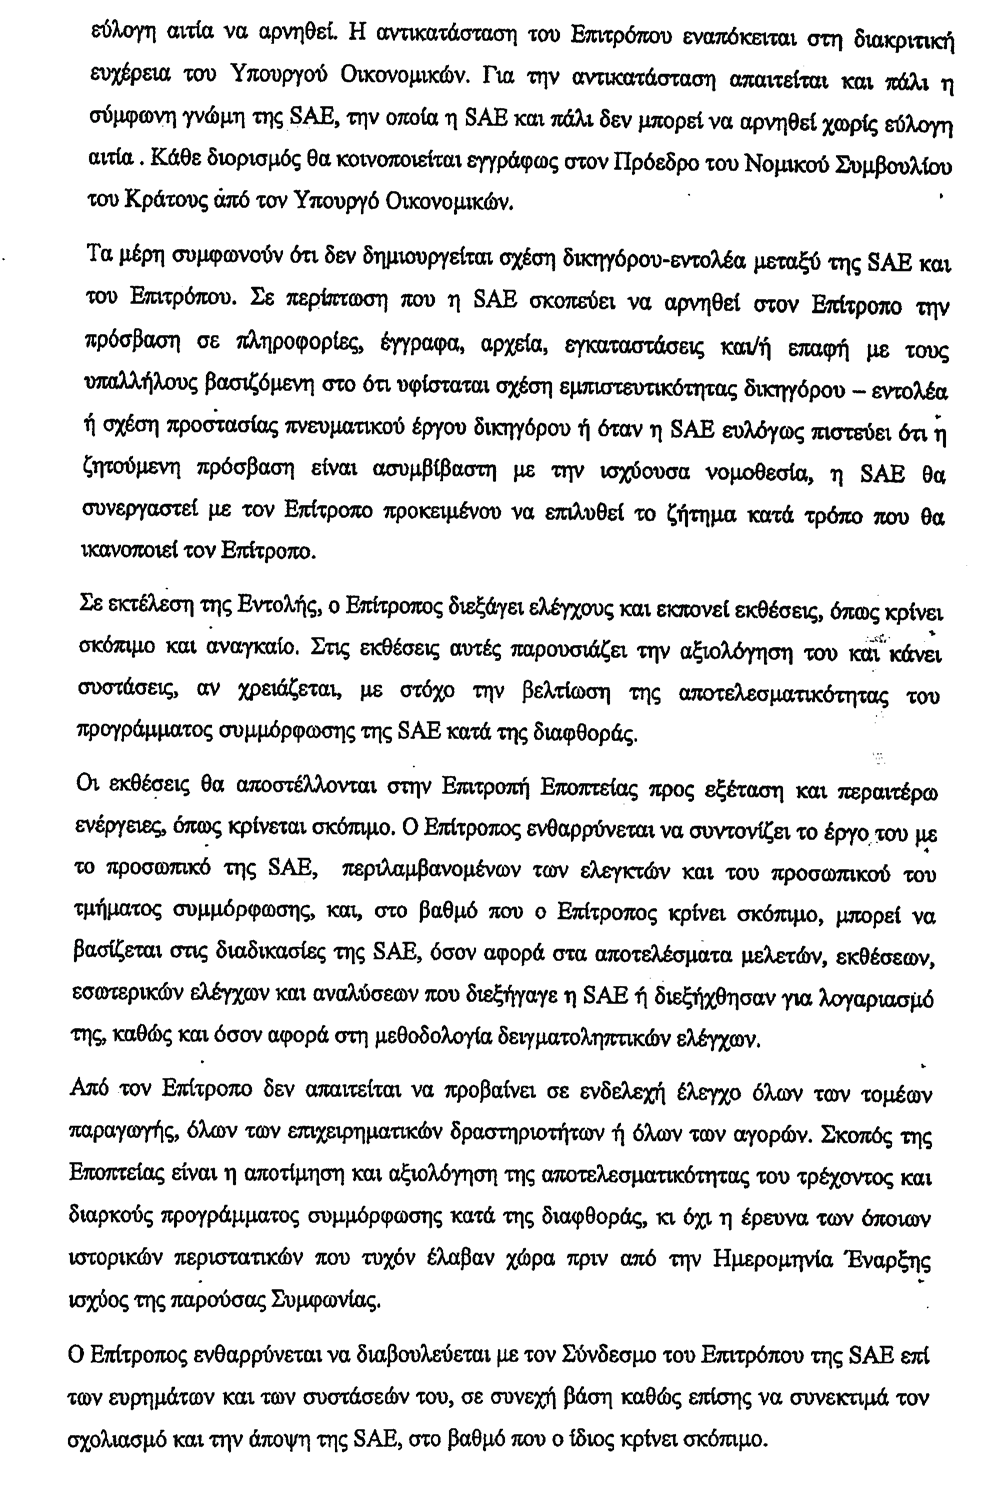 εύλογη αιτία να αρνηθεί. Η αντικατάσταση του Επιτρόπου εναπόκειται στη διακριτική
ευχέρεια του Υπουργού Οικονομικών. Για την αντικατάσταση απαιτείται και πάλι η
σύμφωνη γνώμη της SAE, την οποία η SAE και πάλι δεν μπορεί να αρνηθεί χωρίς εύλογη
αιτία . Κάθε διορισμός θα κοινοποιείται εγγράφως στον Πρόεδρο του Νομικού Συμβουλίου
του Κράτους από τον Υπουργό Οικονομικών.
Τα μέρη συμφωνούν ότι δεν δημιουργείται σχέση δικηγόρου-εντολέα μεταξύ της SAE και
του Επιτρόπου. Σε περίπτωση που η SAE σκοπεύει να αρνηθεί στον Επίτροπο την
πρόσβαση σε πληροφορίες, έγγραφα, αρχεία, εγκαταστάσεις και/ή επαφή με τους
υπαλλήλους βασιζόμενη στο ότι υφίσταται σχέση εμπιστευτικότητας δικηγόρου – εντολέα
ή σχέση προστασίας πνευματικού έργου δικηγόρου ή όταν η SAE ευλόγως πιστεύει ότι η
ζητούμενη πρόσβαση είναι ασυμβίβαστη με την ισχύουσα νομοθεσία, η SAE θα
συνεργαστεί με τον Επίτροπο προκειμένου να επιλυθεί το ζήτημα κατά τρόπο που θα
ικανοποιεί τον Επίτροπο.
Σε εκτέλεση της Εντολής, ο Επίτροπος διεξάγει ελέγχους και εκπονεί εκθέσεις, όπως κρίνει
σκόπιμο και αναγκαίο. Στις εκθέσεις αυτές παρουσιάζει την αξιολόγηση του και κάνει
συστάσεις, αν χρειάζεται, με στόχο την βελτίωση της αποτελεσματικότητας του
προγράμματος συμμόρφωσης της SAE κατά της διαφθοράς.
Οι εκθέσεις θα αποστέλλονται στην Επιτροπή Εποπτείας προς εξέταση και περαιτέρω
ενέργειες, όπως κρίνεται σκόπιμο. Ο Επίτροπος ενθαρρύνεται να συντονίζει το έργο του με
το προσωπικό της SAE, περιλαμβανομένων των ελεγκτών και του προσωπικού του
τμήματος συμμόρφωσης, και, στο βαθμό που ο Επίτροπος κρίνει σκόπιμο, μπορεί να
βασίζεται στις διαδικασίες της SAE, όσον αφορά στα αποτελέσματα μελετών, εκθέσεων,
εσωτερικών ελέγχων και αναλύσεων που διεξήγαγε η SAE ή διεξήχθησαν για λογαριασμό
της, καθώς και όσον αφορά στη μεθοδολογία δειγματοληπτικών ελέγχων.
Από τον Επίτροπο δεν απαιτείται να προβαίνει σε ενδελεχή έλεγχο όλων των τομέων
παραγωγής, όλων των επιχειρηματικών δραστηριοτήτων ή όλων των αγορών. Σκοπός της
Εποπτείας είναι η αποτίμηση και αξιολόγηση της αποτελεσματικότητας του τρέχοντος και
διαρκούς προγράμματος συμμόρφωσης κατά της διαφθοράς, κι όχι η έρευνα των όποιων
ιστορικών περιστατικών που τυχόν έλαβαν χώρα πριν από την Ημερομηνία Έναρξης
ισχύος της παρούσας Συμφωνίας.
Ο Επίτροπος ενθαρρύνεται να διαβουλεύεται με τον Σύνδεσμο του Επιτρόπου της SAE επί
των ευρημάτων και των συστάσεών του, σε συνεχή βάση καθώς επίσης να συνεκτιμά τον
σχολιασμό και την άποψη της SAE, στο βαθμό που ο ίδιος κρίνει σκόπιμο.